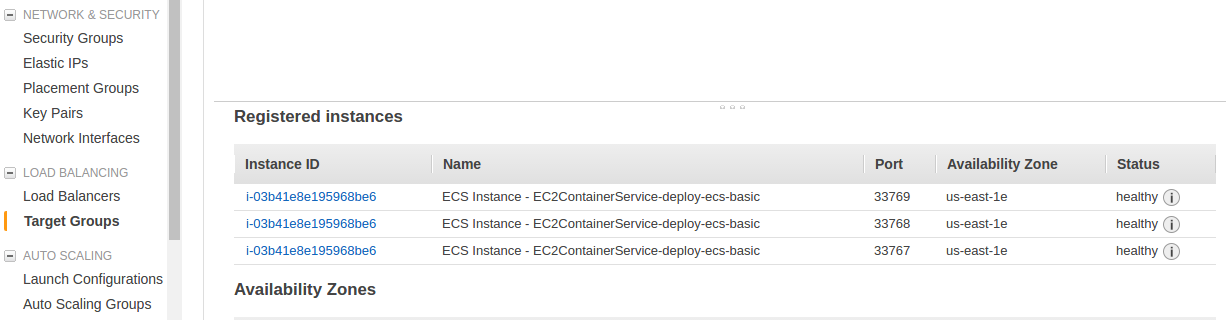 NETWORK & SECURITY
Security Groups
Elastic IPs
Placement Groups
Key Pairs
Network Interfaces
LOAD BALANCING
Load Balancers
Target Groups
AUTO SCALING
Launch Configurations
Auto Scaling Groups
Registered instances
Instance ID Name Port Availability Zone Status
i-03b41e8e195968be6 ECS Instance - EC2ContainerService-deploy-ecs-basic 33769 us-east-1e healthy
i-03b41e8e195968be6 ECS Instance - EC2ContainerService-deploy-ecs-basic 33768 us-east-1e healthy
i-03b41e8e195968be6 ECS Instance - EC2ContainerService-deploy-ecs-basic 33767 us-east-1e healthy
Availability Zones